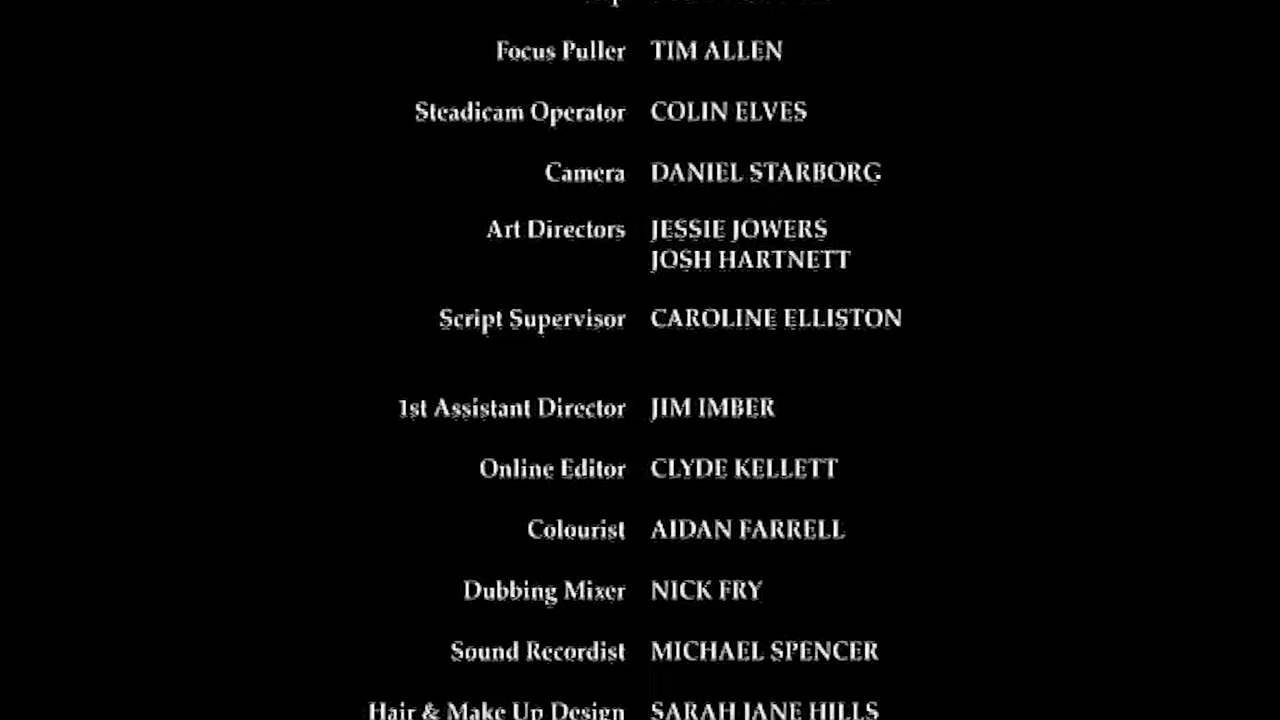 Focus Puller TIM ALLEN
Steadicam Operator COLIN ELVES
Camera DANIEL STARBORG
Art Directors JESSIE JOWERS
JOSH HARTNETT
Script Supervisor CAROLINE ELLISTON
1st Assistant Director JIM IMBER
Online Editor CLYDE KELLETT
Colourist AIDAN FARRELL
Dubbing Mixer NICK FRY
Sound Recordist MICHAEL SPENCER
Hair & Make Up Design SARAH JANE HILLS